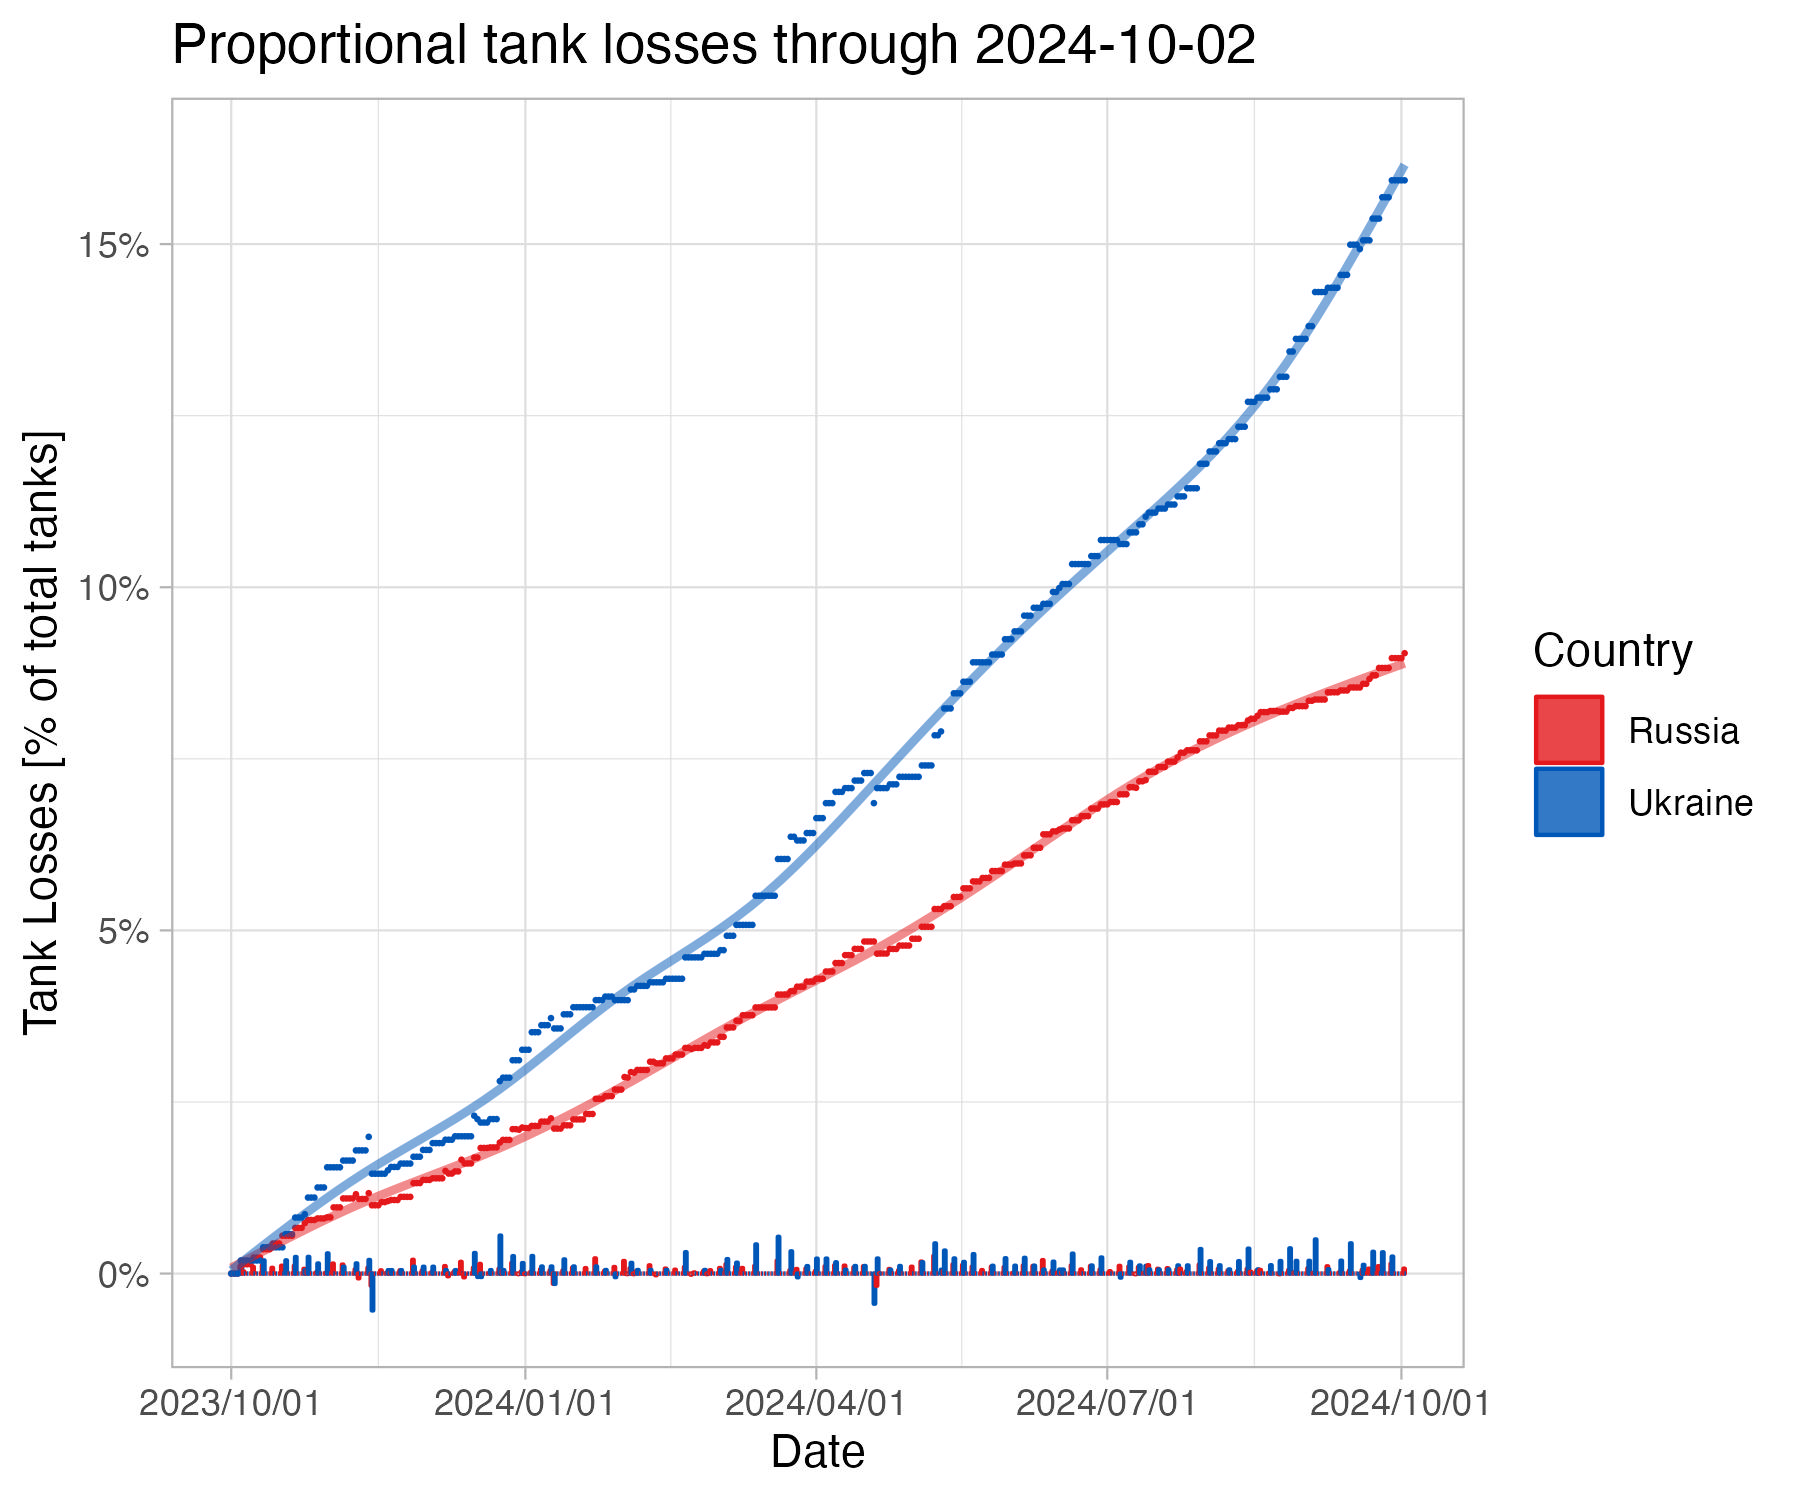 Proportional tank losses through 2024-10-02
Tank Losses [% of total tanks]
15%
10%
5%
0%
2023/10/01
2024/01/01
2024/04/01
2024/07/01
2024/10/01
Date
Country
Russia
Ukraine